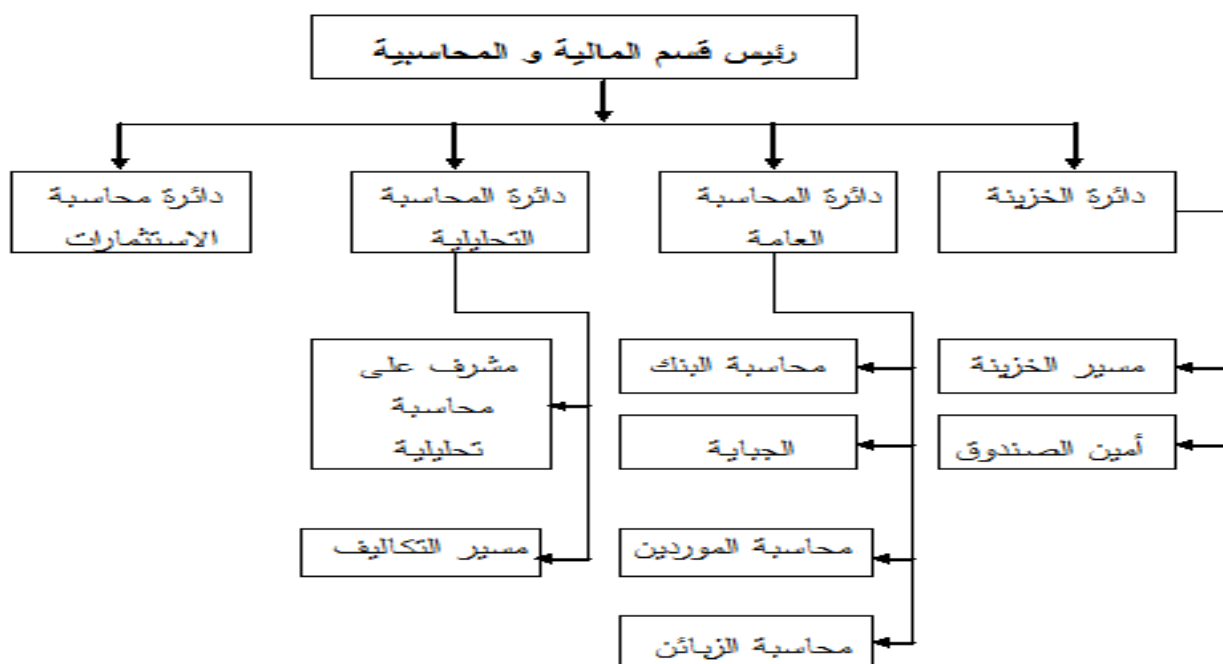 رئيس قسم المالية و المحاسبية
دائرة الخزينة
دائرة المحاسبة
العامة
دائرة المحاسبة
التحليلية
دائرة محاسبة
الاستثمارات
مسير الخزينة
أمين الصندوق
محاسبة البنك
الجباية
محاسبة الموردين
محاسبة الزبائن
مشرف على
محاسبة
تحليلية
مسير التكاليف